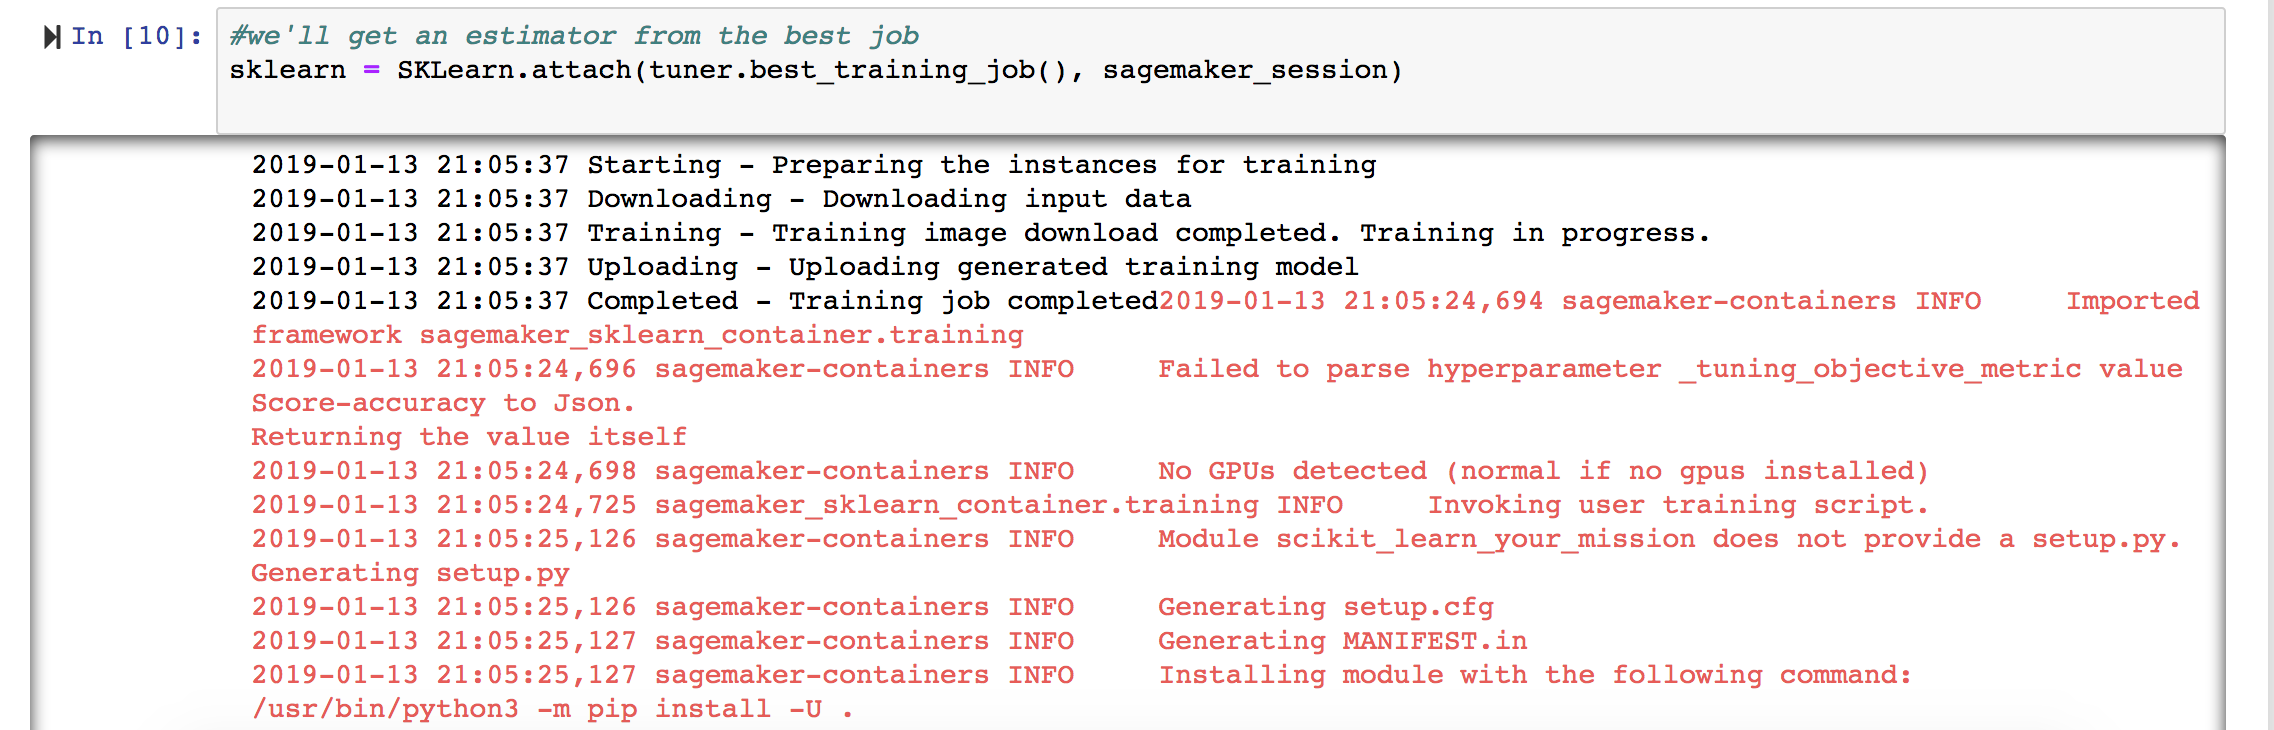 In [10]: #we'll get an estimator from the best job
sklearn = SKLearn.attach(tuner.best_training_job(), sagemaker_session)
2019-01-13 21:05:37 Starting - Preparing the instances for training
2019-01-13 21:05:37 Downloading - Downloading input data
2019-01-13 21:05:37 Training - Training image download completed. Training in progress.
2019-01-13 21:05:37 Uploading - Uploading generated training model
2019-01-13 21:05:37 Completed - Training job completed2019-01-13 21:05:24,694 sagemaker-containers INFO     Imported
framework sagemaker_sklearn_container.training
2019-01-13 21:05:24,696 sagemaker-containers INFO     Failed to parse hyperparameter _tuning_objective_metric value
Score-accuracy to Json.
Returning the value itself
2019-01-13 21:05:24,698 sagemaker-containers INFO     No GPUs detected (normal if no gpus installed)
2019-01-13 21:05:24,725 sagemaker_sklearn_container.training INFO     Invoking user training script.
2019-01-13 21:05:25,126 sagemaker-containers INFO     Module scikit_learn_your_mission does not provide a setup.py.
Generating setup.py
2019-01-13 21:05:25,126 sagemaker-containers INFO     Generating setup.cfg
2019-01-13 21:05:25,127 sagemaker-containers INFO     Generating MANIFEST.in
2019-01-13 21:05:25,127 sagemaker-containers INFO     Installing module with the following command:
/usr/bin/python3 -m pip install -U .